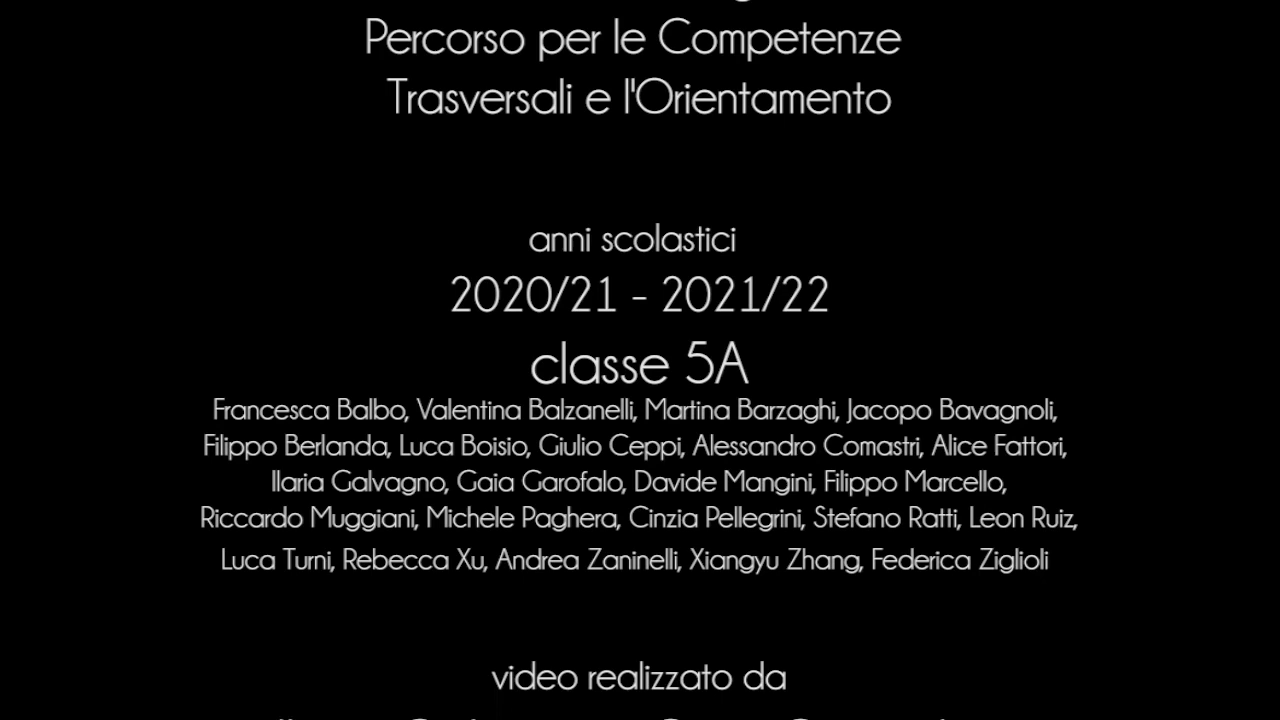 Percorso per le Competenze
Trasversali e l'Orientamento
anni scolastici
2020/21 - 2021/22
classe 5A
Francesca Balbo, Valentina Balzanelli, Martina Barzaghi, Jacopo Bavagnoli,
Filippo Berlanda, Luca Boisio, Giulio Ceppi, Alessandro Comastri, Alice Fattori,
Ilaria Galvagno, Gaia Garofalo, Davide Mangini, Filippo Marcello,
Riccardo Muggiani, Michele Paghera, Cinzia Pellegrini, Stefano Ratti, Leon Ruiz,
Luca Turni, Rebecca Xu, Andrea Zaninelli, Xiangyu Zhang, Federica Ziglioli
video realizzato da